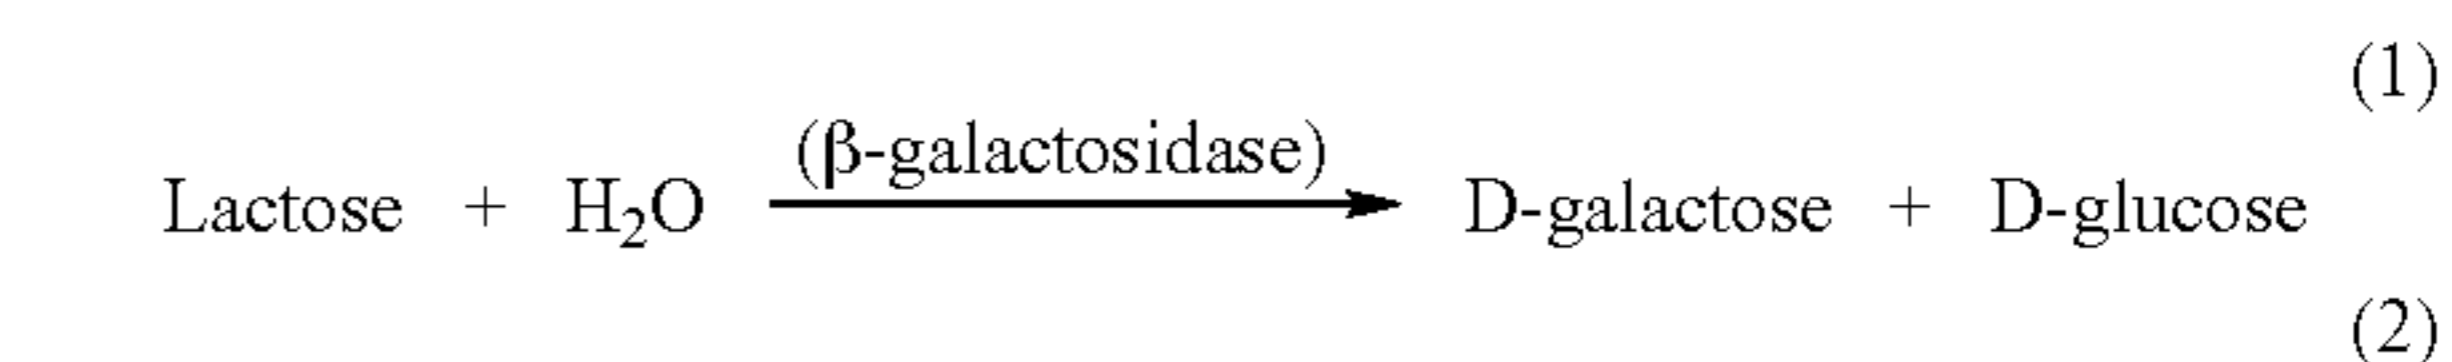 (1)
(β-galactosidase)
Lactose + H₂O ⟶ D-galactose + D-glucose
(2)